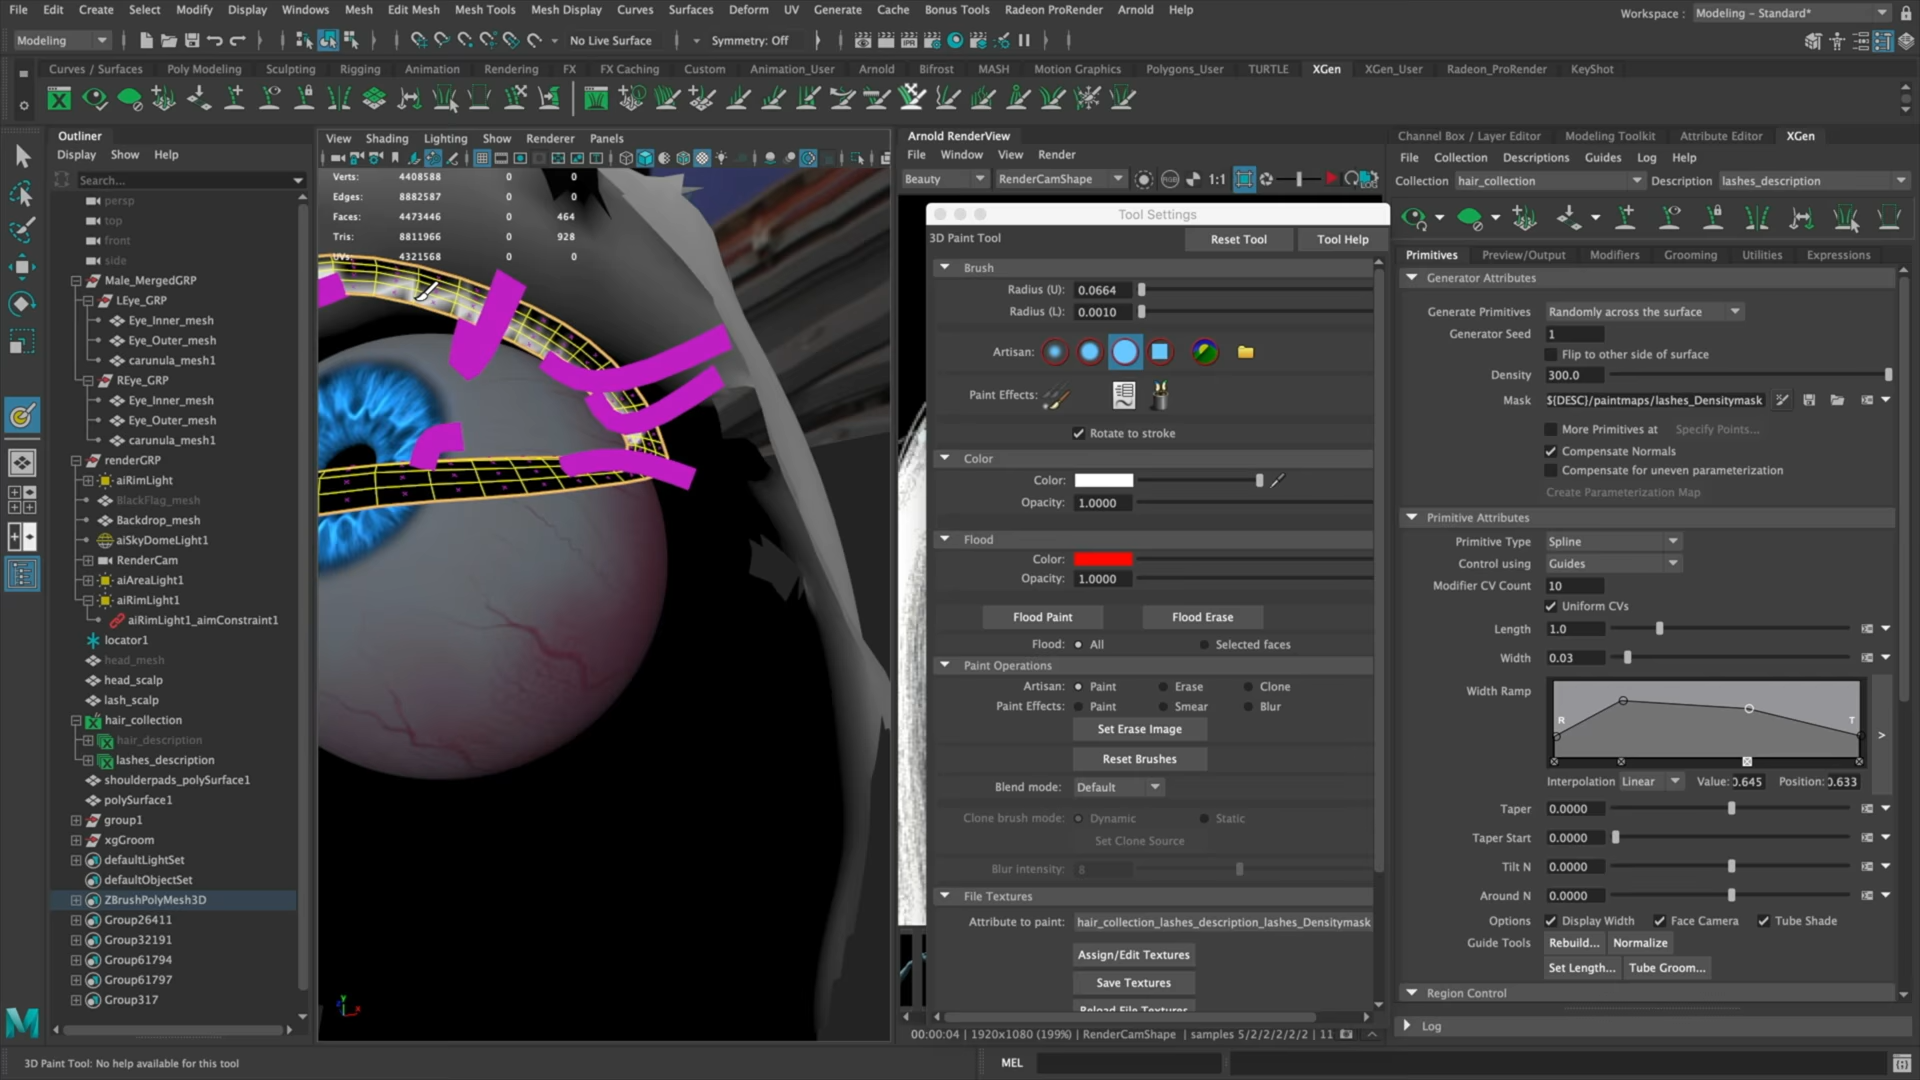 File Edit Create Select Modify Display Windows Mesh Edit Mesh Mesh Tools Mesh Display Curves Surfaces Deform UV Generate Cache Bonus Tools Radeon ProRender Arnold Help
Workspace : Modeling - Standard*
Modeling No Live Surface Symmetry: Off
Curves / Surfaces Poly Modeling Sculpting Rigging Animation Rendering FX FX Caching Custom Animation_User Arnold Bifrost MASH Motion Graphics Polygons_User TURTLE XGen XGen_User Radeon_ProRender KeyShot
Outliner
Display Show Help
Search...
persp
top
front
side
Male_MergedGRP
LEye_GRP
Eye_Inner_mesh
Eye_Outer_mesh
carunula_mesh1
REye_GRP
Eye_Inner_mesh
Eye_Outer_mesh
carunula_mesh1
renderGRP
aiRimLight
BlackFlag_mesh
Backdrop_mesh
aiSkyDomeLight1
RenderCam
aiAreaLight1
aiRimLight1
aiRimLight1_aimConstraint1
locator1
head_mesh
head_scalp
lash_scalp
hair_collection
hair_description
lashes_description
shoulderpads_polySurface1
polySurface1
group1
xgGroom
defaultLightSet
defaultObjectSet
ZBrushPolyMesh3D
Group26411
Group32191
Group61794
Group61797
Group317
View Shading Lighting Show Renderer Panels
Verts: 4408588 0 0
Edges: 8882587 0 0
Faces: 4473446 0 464
Tris: 8811966 0 928
UVs: 4321568 0 0
Arnold RenderView
File Window View Render
Beauty RenderCamShape 1:1
Tool Settings
3D Paint Tool Reset Tool Tool Help
Brush
Radius (U): 0.0664
Radius (L): 0.0010
Artisan:
Paint Effects:
Rotate to stroke
Color
Color:
Opacity: 1.0000
Flood
Color:
Opacity: 1.0000
Flood Paint Flood Erase
Flood: All Selected faces
Paint Operations
Artisan: Paint Erase Clone
Paint Effects: Paint Smear Blur
Set Erase Image
Reset Brushes
Blend mode: Default
Clone brush mode: Dynamic Static
Set Clone Source
Blur intensity: 8
File Textures
Attribute to paint: hair_collection_lashes_description_lashes_Densitymask
Assign/Edit Textures
Save Textures
Reload File Textures
00:00:04 | 1920x1080 (199%) | RenderCamShape | samples 5/2/2/2/2/2 | 11
Channel Box / Layer Editor Modeling Toolkit Attribute Editor XGen
File Collection Descriptions Guides Log Help
Collection hair_collection Description lashes_description
Primitives Preview/Output Modifiers Grooming Utilities Expressions
Generator Attributes
Generate Primitives Randomly across the surface
Generator Seed 1
Flip to other side of surface
Density 300.0
Mask ${DESC}/paintmaps/lashes_Densitymask
More Primitives at Specify Points...
Compensate Normals
Compensate for uneven parameterization
Create Parameterization Map
Primitive Attributes
Primitive Type Spline
Control using Guides
Modifier CV Count 10
Uniform CVs
Length 1.0
Width 0.03
Width Ramp
R T
>
Interpolation Linear Value: 0.645 Position: 0.633
Taper 0.0000
Taper Start 0.0000
Tilt N 0.0000
Around N 0.0000
Options Display Width Face Camera Tube Shade
Guide Tools Rebuild... Normalize
Set Length... Tube Groom...
Region Control
Log
3D Paint Tool: No help available for this tool
MEL